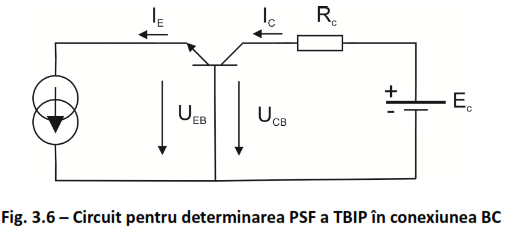 I_E I_C R_c
+
-
E_c
U_EB U_CB
Fig. 3.6 – Circuit pentru determinarea PSF a TBIP în conexiunea BC